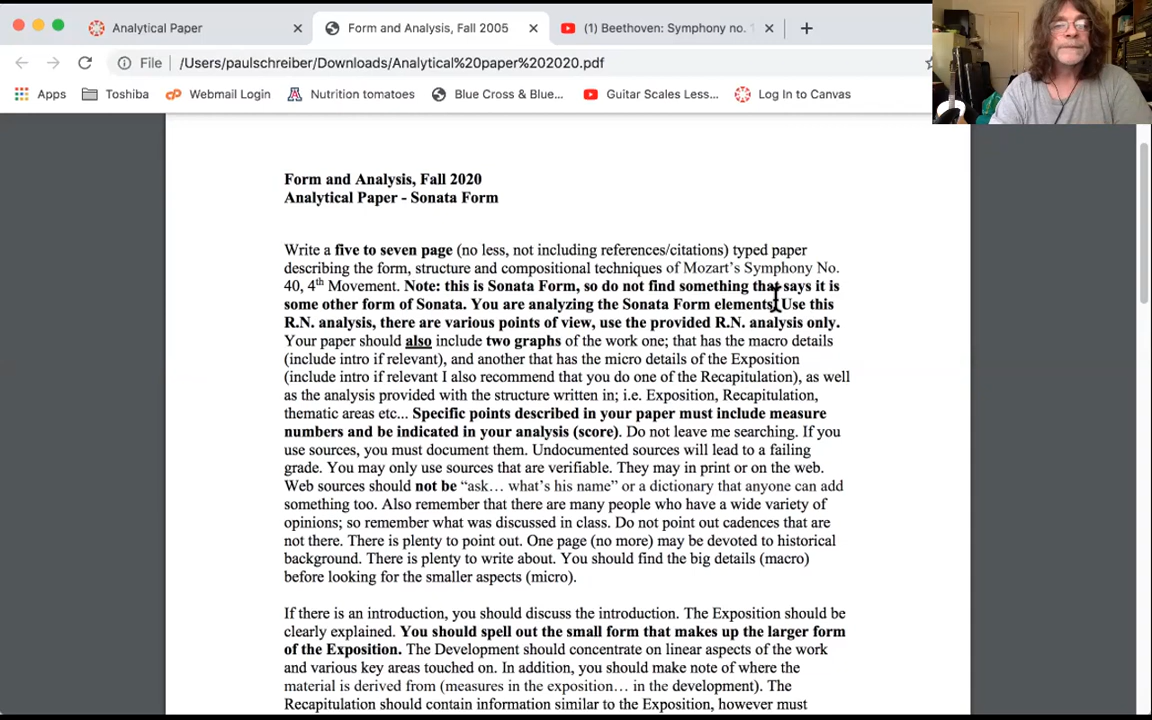 Analytical Paper
Form and Analysis, Fall 2005
(1) Beethoven: Symphony no.
File
/Users/paulschreiber/Downloads/Analytical%20paper%202020.pdf
Apps
Toshiba
Webmail Login
Nutrition tomatoes
Blue Cross & Blue...
Guitar Scales Less...
Log In to Canvas
Form and Analysis, Fall 2020
Analytical Paper - Sonata Form
Write a five to seven page (no less, not including references/citations) typed paper
describing the form, structure and compositional techniques of Mozart's Symphony No.
40, 4th Movement. Note: this is Sonata Form, so do not find something that says it is
some other form of Sonata. You are analyzing the Sonata Form elements. Use this
R.N. analysis, there are various points of view, use the provided R.N. analysis only.
Your paper should also include two graphs of the work one; that has the macro details
(include intro if relevant), and another that has the micro details of the Exposition
(include intro if relevant I also recommend that you do one of the Recapitulation), as well
as the analysis provided with the structure written in; i.e. Exposition, Recapitulation,
thematic areas etc... Specific points described in your paper must include measure
numbers and be indicated in your analysis (score). Do not leave me searching. If you
use sources, you must document them. Undocumented sources will lead to a failing
grade. You may only use sources that are verifiable. They may in print or on the web.
Web sources should not be “ask… what's his name” or a dictionary that anyone can add
something too. Also remember that there are many people who have a wide variety of
opinions; so remember what was discussed in class. Do not point out cadences that are
not there. There is plenty to point out. One page (no more) may be devoted to historical
background. There is plenty to write about. You should find the big details (macro)
before looking for the smaller aspects (micro).
If there is an introduction, you should discuss the introduction. The Exposition should be
clearly explained. You should spell out the small form that makes up the larger form
of the Exposition. The Development should concentrate on linear aspects of the work
and various key areas touched on. In addition, you should make note of where the
material is derived from (measures in the exposition… in the development). The
Recapitulation should contain information similar to the Exposition, however must